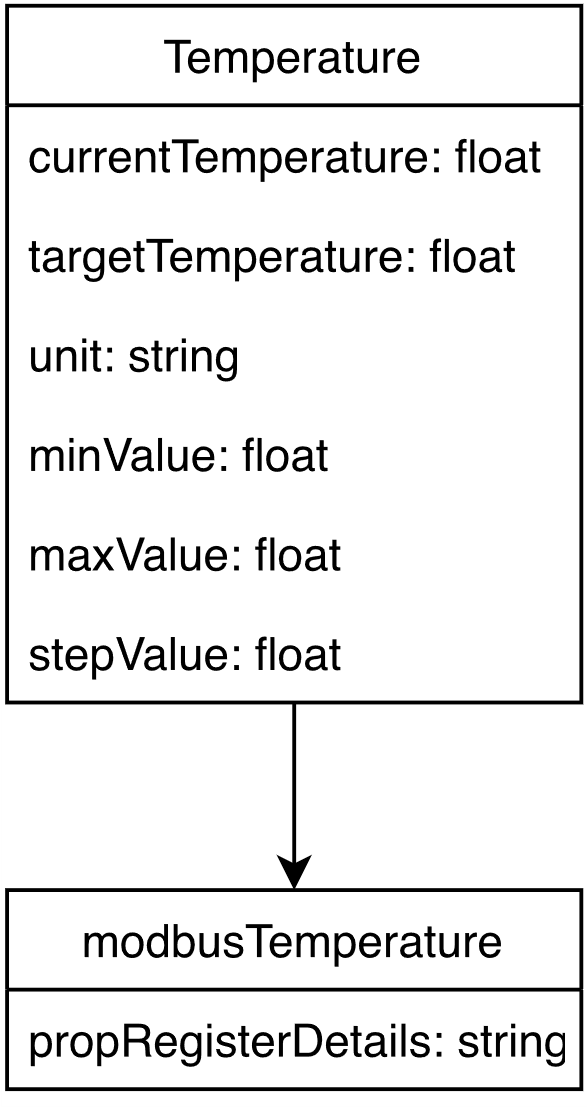 Temperature
currentTemperature: float
targetTemperature: float
unit: string
minValue: float
maxValue: float
stepValue: float
modbusTemperature
propRegisterDetails: string